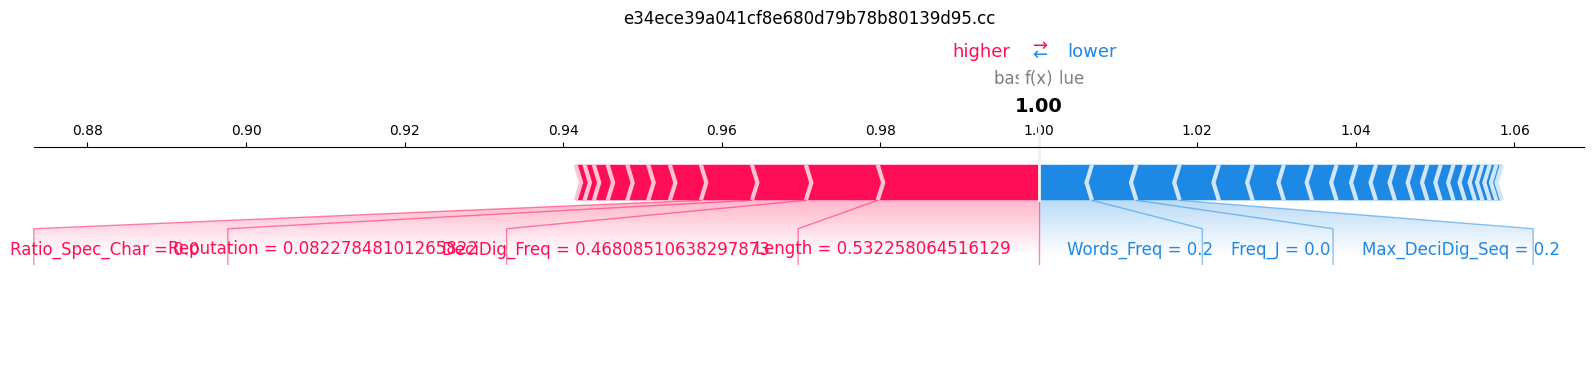 e34ece39a041cf8e680d79b78b80139d95.cc
higher ⇄ lower
bas f(x) lue
1.00
0.88 0.90 0.92 0.94 0.96 0.98 1.00 1.02 1.04 1.06
Ratio_Spec_Char = 0.0 Reputation = 0.08227848101265822 DeciDig_Freq = 0.46808510638297873 Length = 0.532258064516129 Words_Freq = 0.2 Freq_J = 0.0 Max_DeciDig_Seq = 0.2